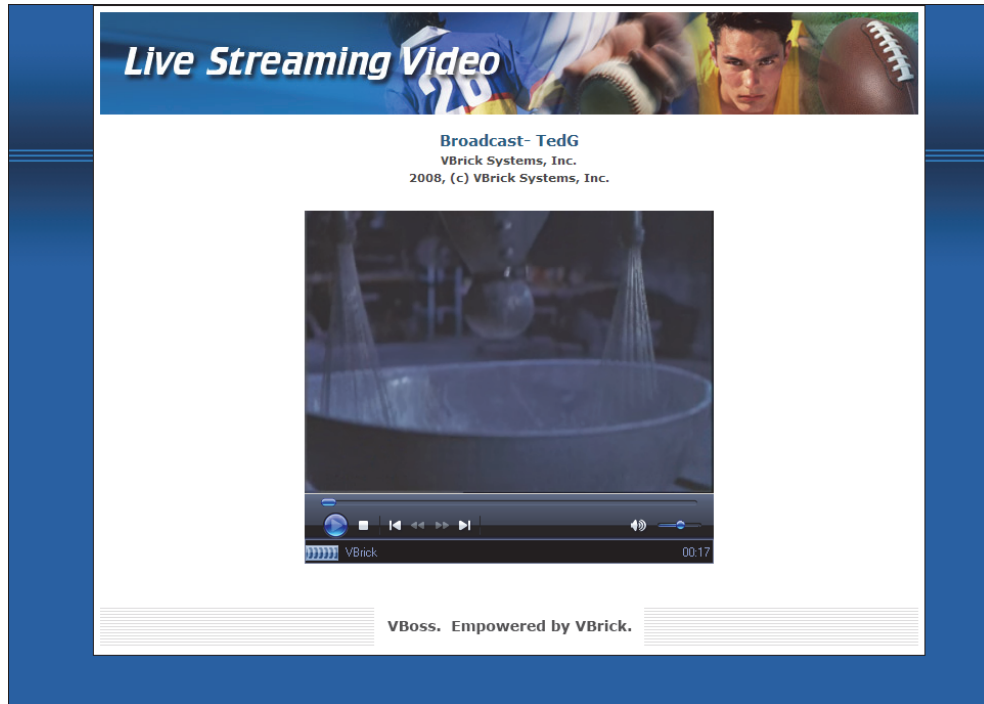 Live Streaming Video
20
Broadcast- TedG
VBrick Systems, Inc.
2008, (c) VBrick Systems, Inc.
VBrick
00:17
VBoss.  Empowered by VBrick.